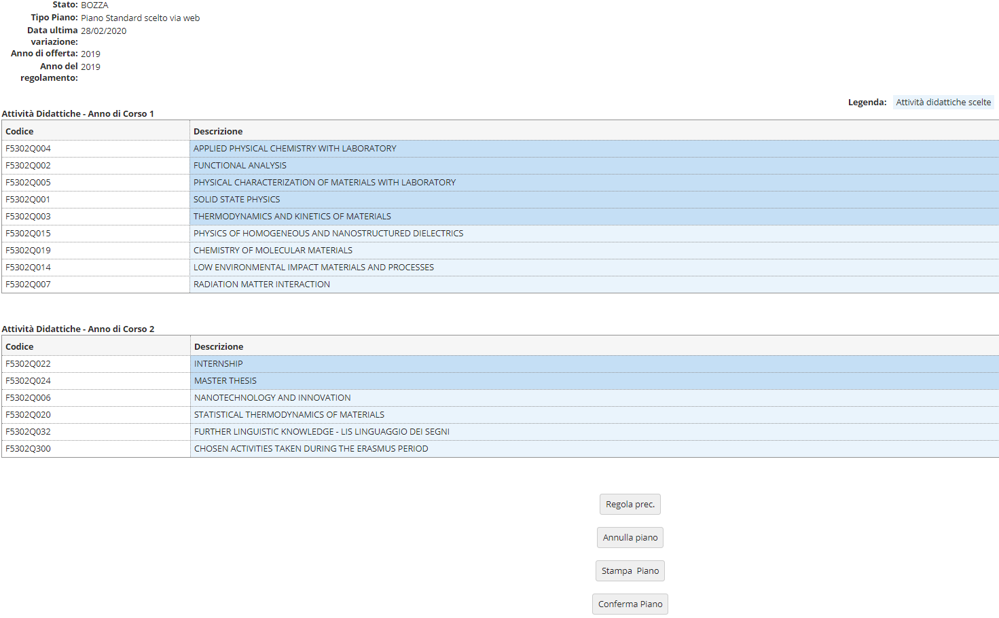 Stato: BOZZA
Tipo Piano: Piano Standard scelto via web
Data ultima variazione: 28/02/2020
Anno di offerta: 2019
Anno del regolamento: 2019
Legenda: Attività didattiche scelte
Attività Didattiche - Anno di Corso 1
Codice Descrizione
F5302Q004 APPLIED PHYSICAL CHEMISTRY WITH LABORATORY
F5302Q002 FUNCTIONAL ANALYSIS
F5302Q005 PHYSICAL CHARACTERIZATION OF MATERIALS WITH LABORATORY
F5302Q001 SOLID STATE PHYSICS
F5302Q003 THERMODYNAMICS AND KINETICS OF MATERIALS
F5302Q015 PHYSICS OF HOMOGENEOUS AND NANOSTRUCTURED DIELECTRICS
F5302Q019 CHEMISTRY OF MOLECULAR MATERIALS
F5302Q014 LOW ENVIRONMENTAL IMPACT MATERIALS AND PROCESSES
F5302Q007 RADIATION MATTER INTERACTION
Attività Didattiche - Anno di Corso 2
Codice Descrizione
F5302Q022 INTERNSHIP
F5302Q024 MASTER THESIS
F5302Q006 NANOTECHNOLOGY AND INNOVATION
F5302Q020 STATISTICAL THERMODYNAMICS OF MATERIALS
F5302Q032 FURTHER LINGUISTIC KNOWLEDGE - LIS LINGUAGGIO DEI SEGNI
F5302Q300 CHOSEN ACTIVITIES TAKEN DURING THE ERASMUS PERIOD
Regola prec.
Annulla piano
Stampa Piano
Conferma Piano